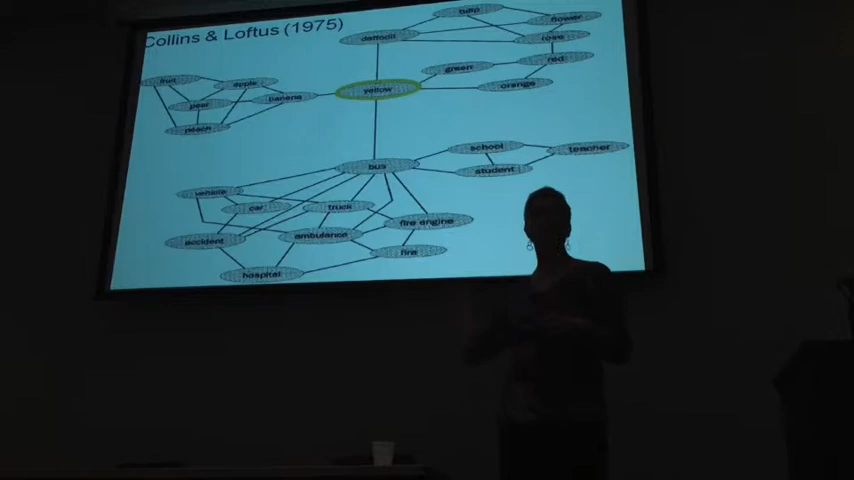 Collins & Loftus (1975)
tulip
flower
daffodil
rose
red
green
orange
yellow
fruit
apple
pear
banana
peach
school
teacher
student
bus
vehicle
car
truck
fire engine
ambulance
accident
fire
hospital